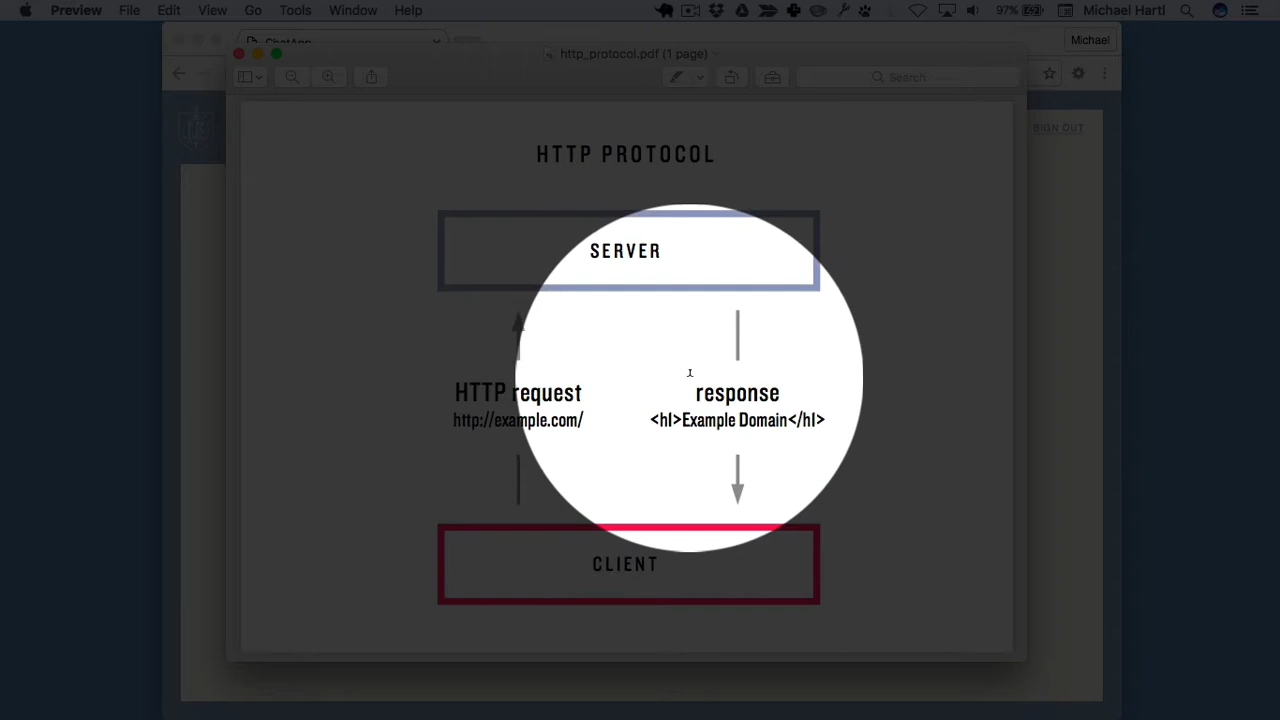 Preview File Edit View Go Tools Window Help 97% Michael Hartl
ChatApp
Michael
http_protocol.pdf (1 page)
Search
SIGN OUT
HTTP PROTOCOL
SERVER
HTTP request response
http://example.com/ <h1>Example Domain</h1>
CLIENT